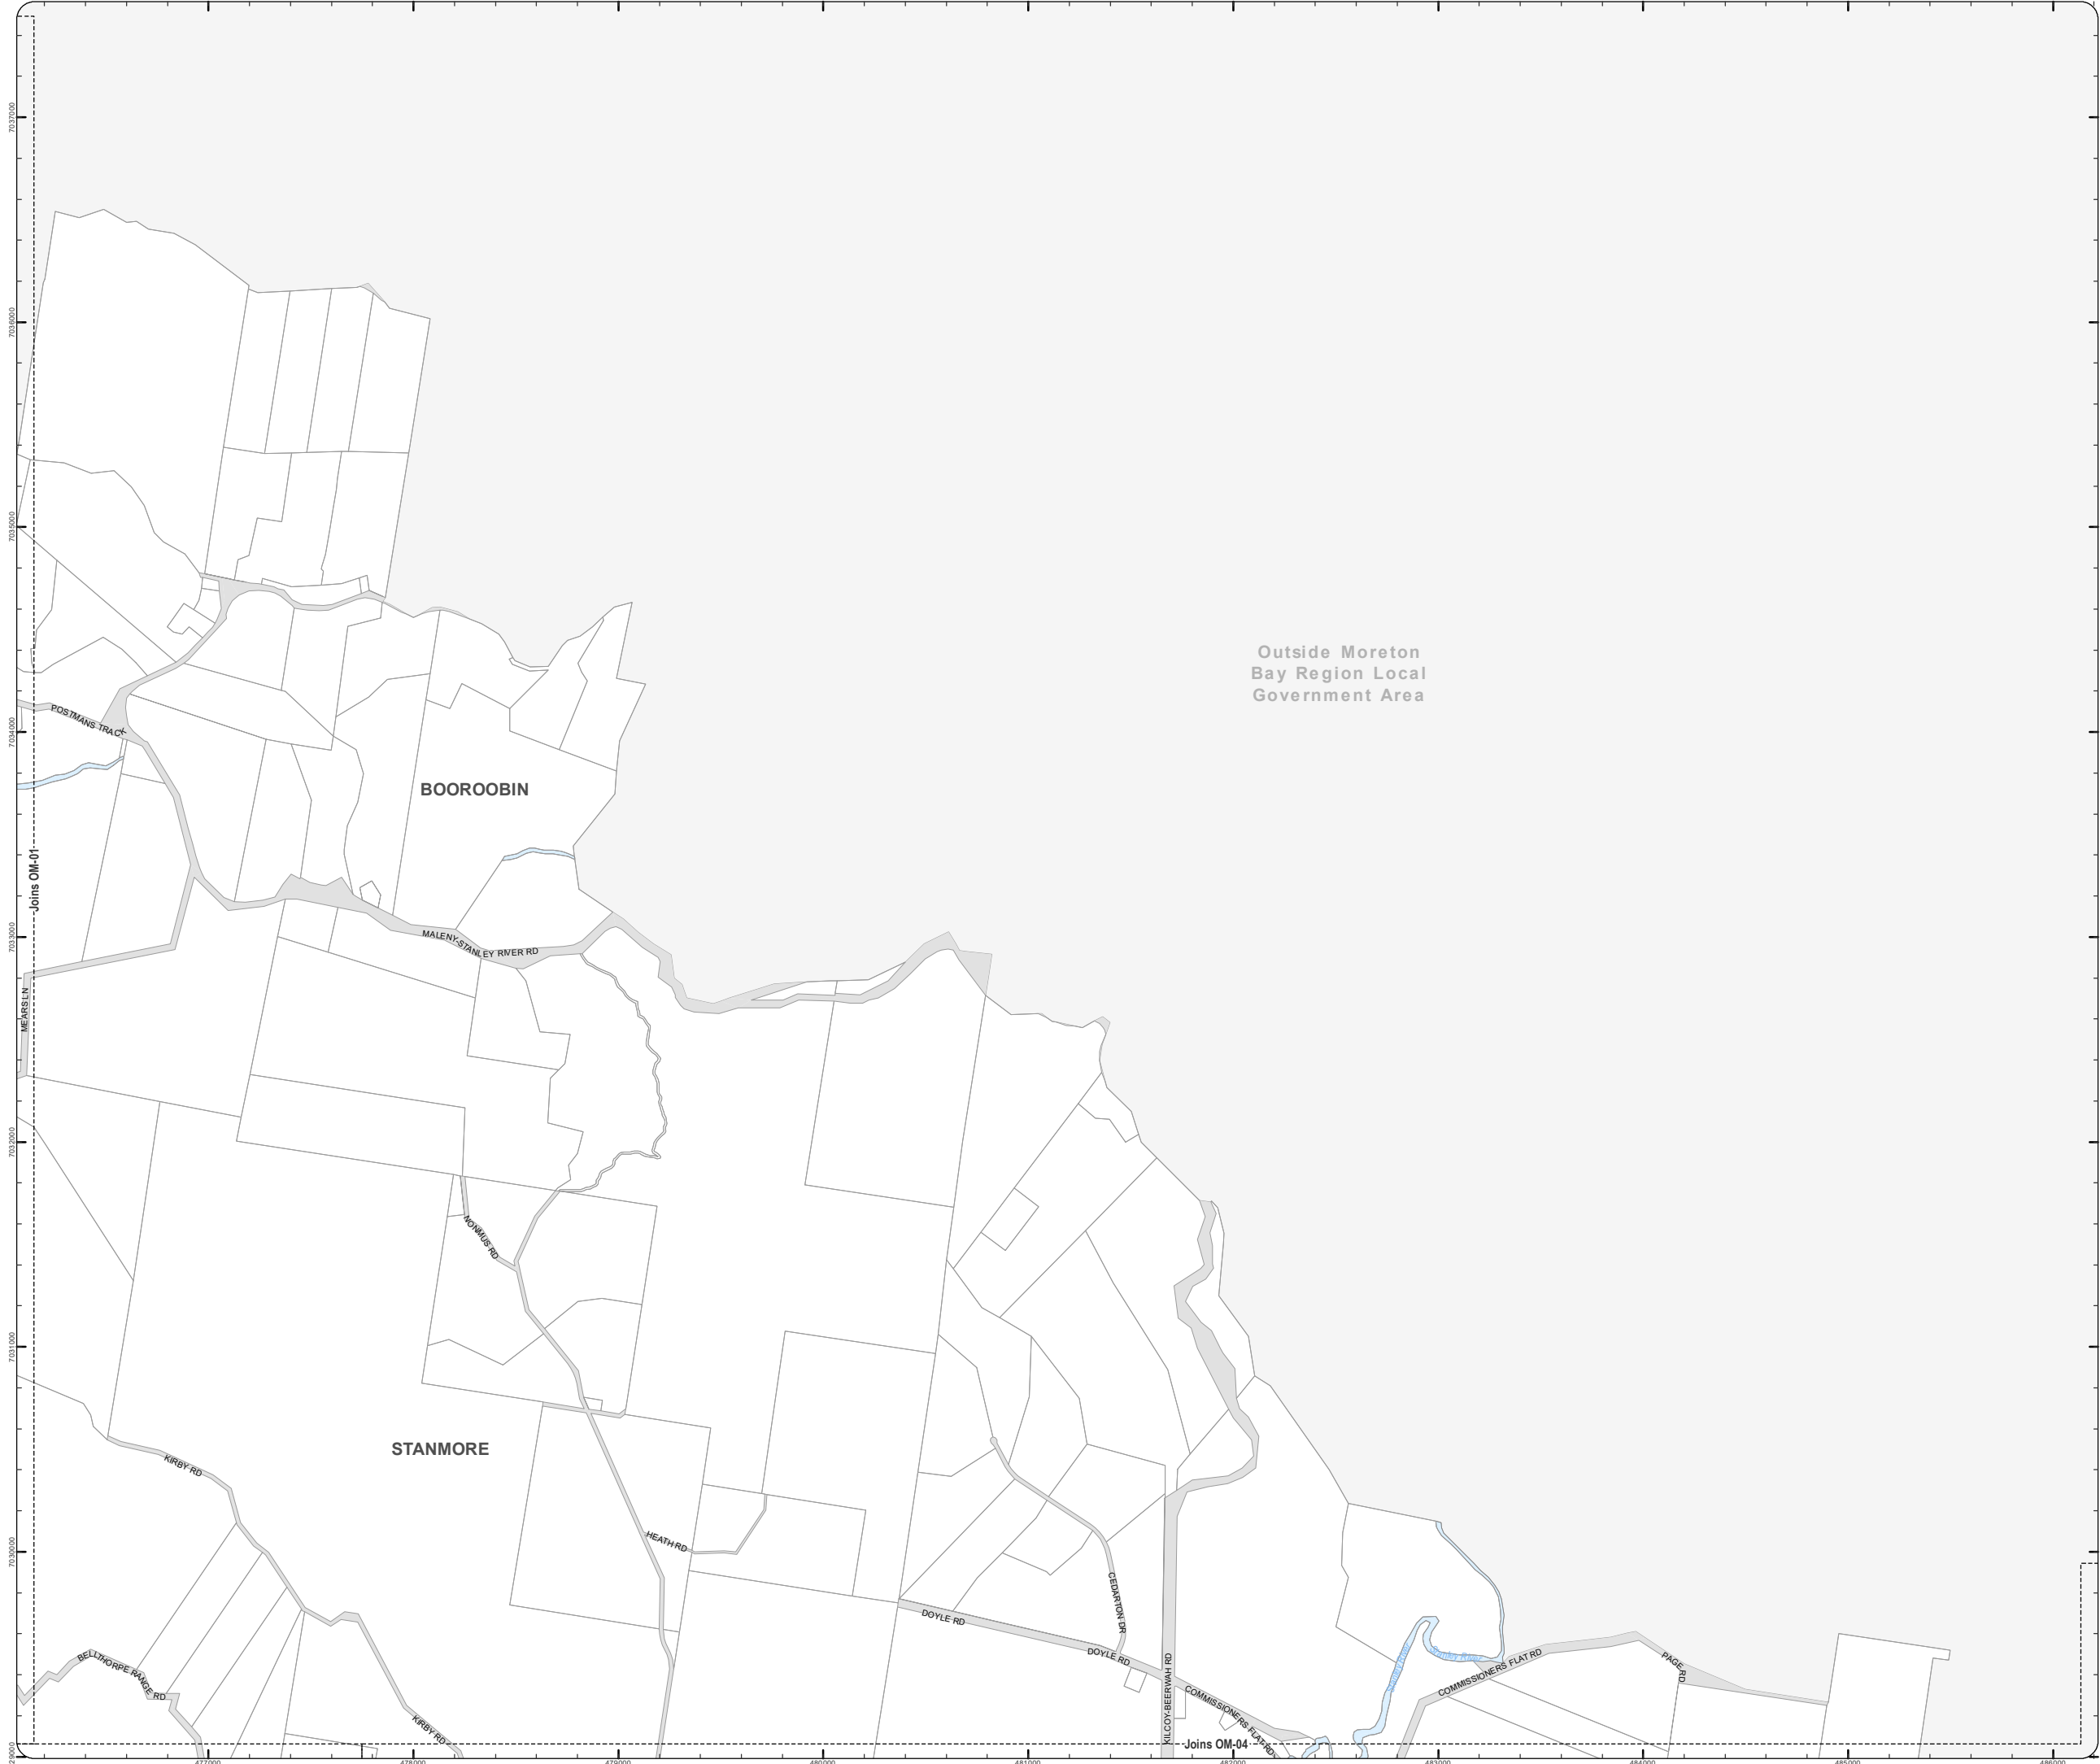 7037000
7036000
7035000
7034000
7033000
7032000
7031000
7030000
Outside Moreton
Bay Region Local
Government Area
POSTMANS TRACK
BOOROOBIN
Joins OM-01
MALENY-STANLEY RIVER RD
MEARS LN
NONMUS RD
STANMORE
KIRBY RD
HEATH RD
CEDARTON DR
DOYLE RD
DOYLE RD
BELLTHORPE RANGE RD
KIRBY RD
KILCOY-BEERWAH RD
COMMISSIONERS FLAT RD
COMMISSIONERS FLAT RD
PAGE RD
Joins OM-04
477000
478000
479000
480000
481000
482000
483000
484000
485000
486000